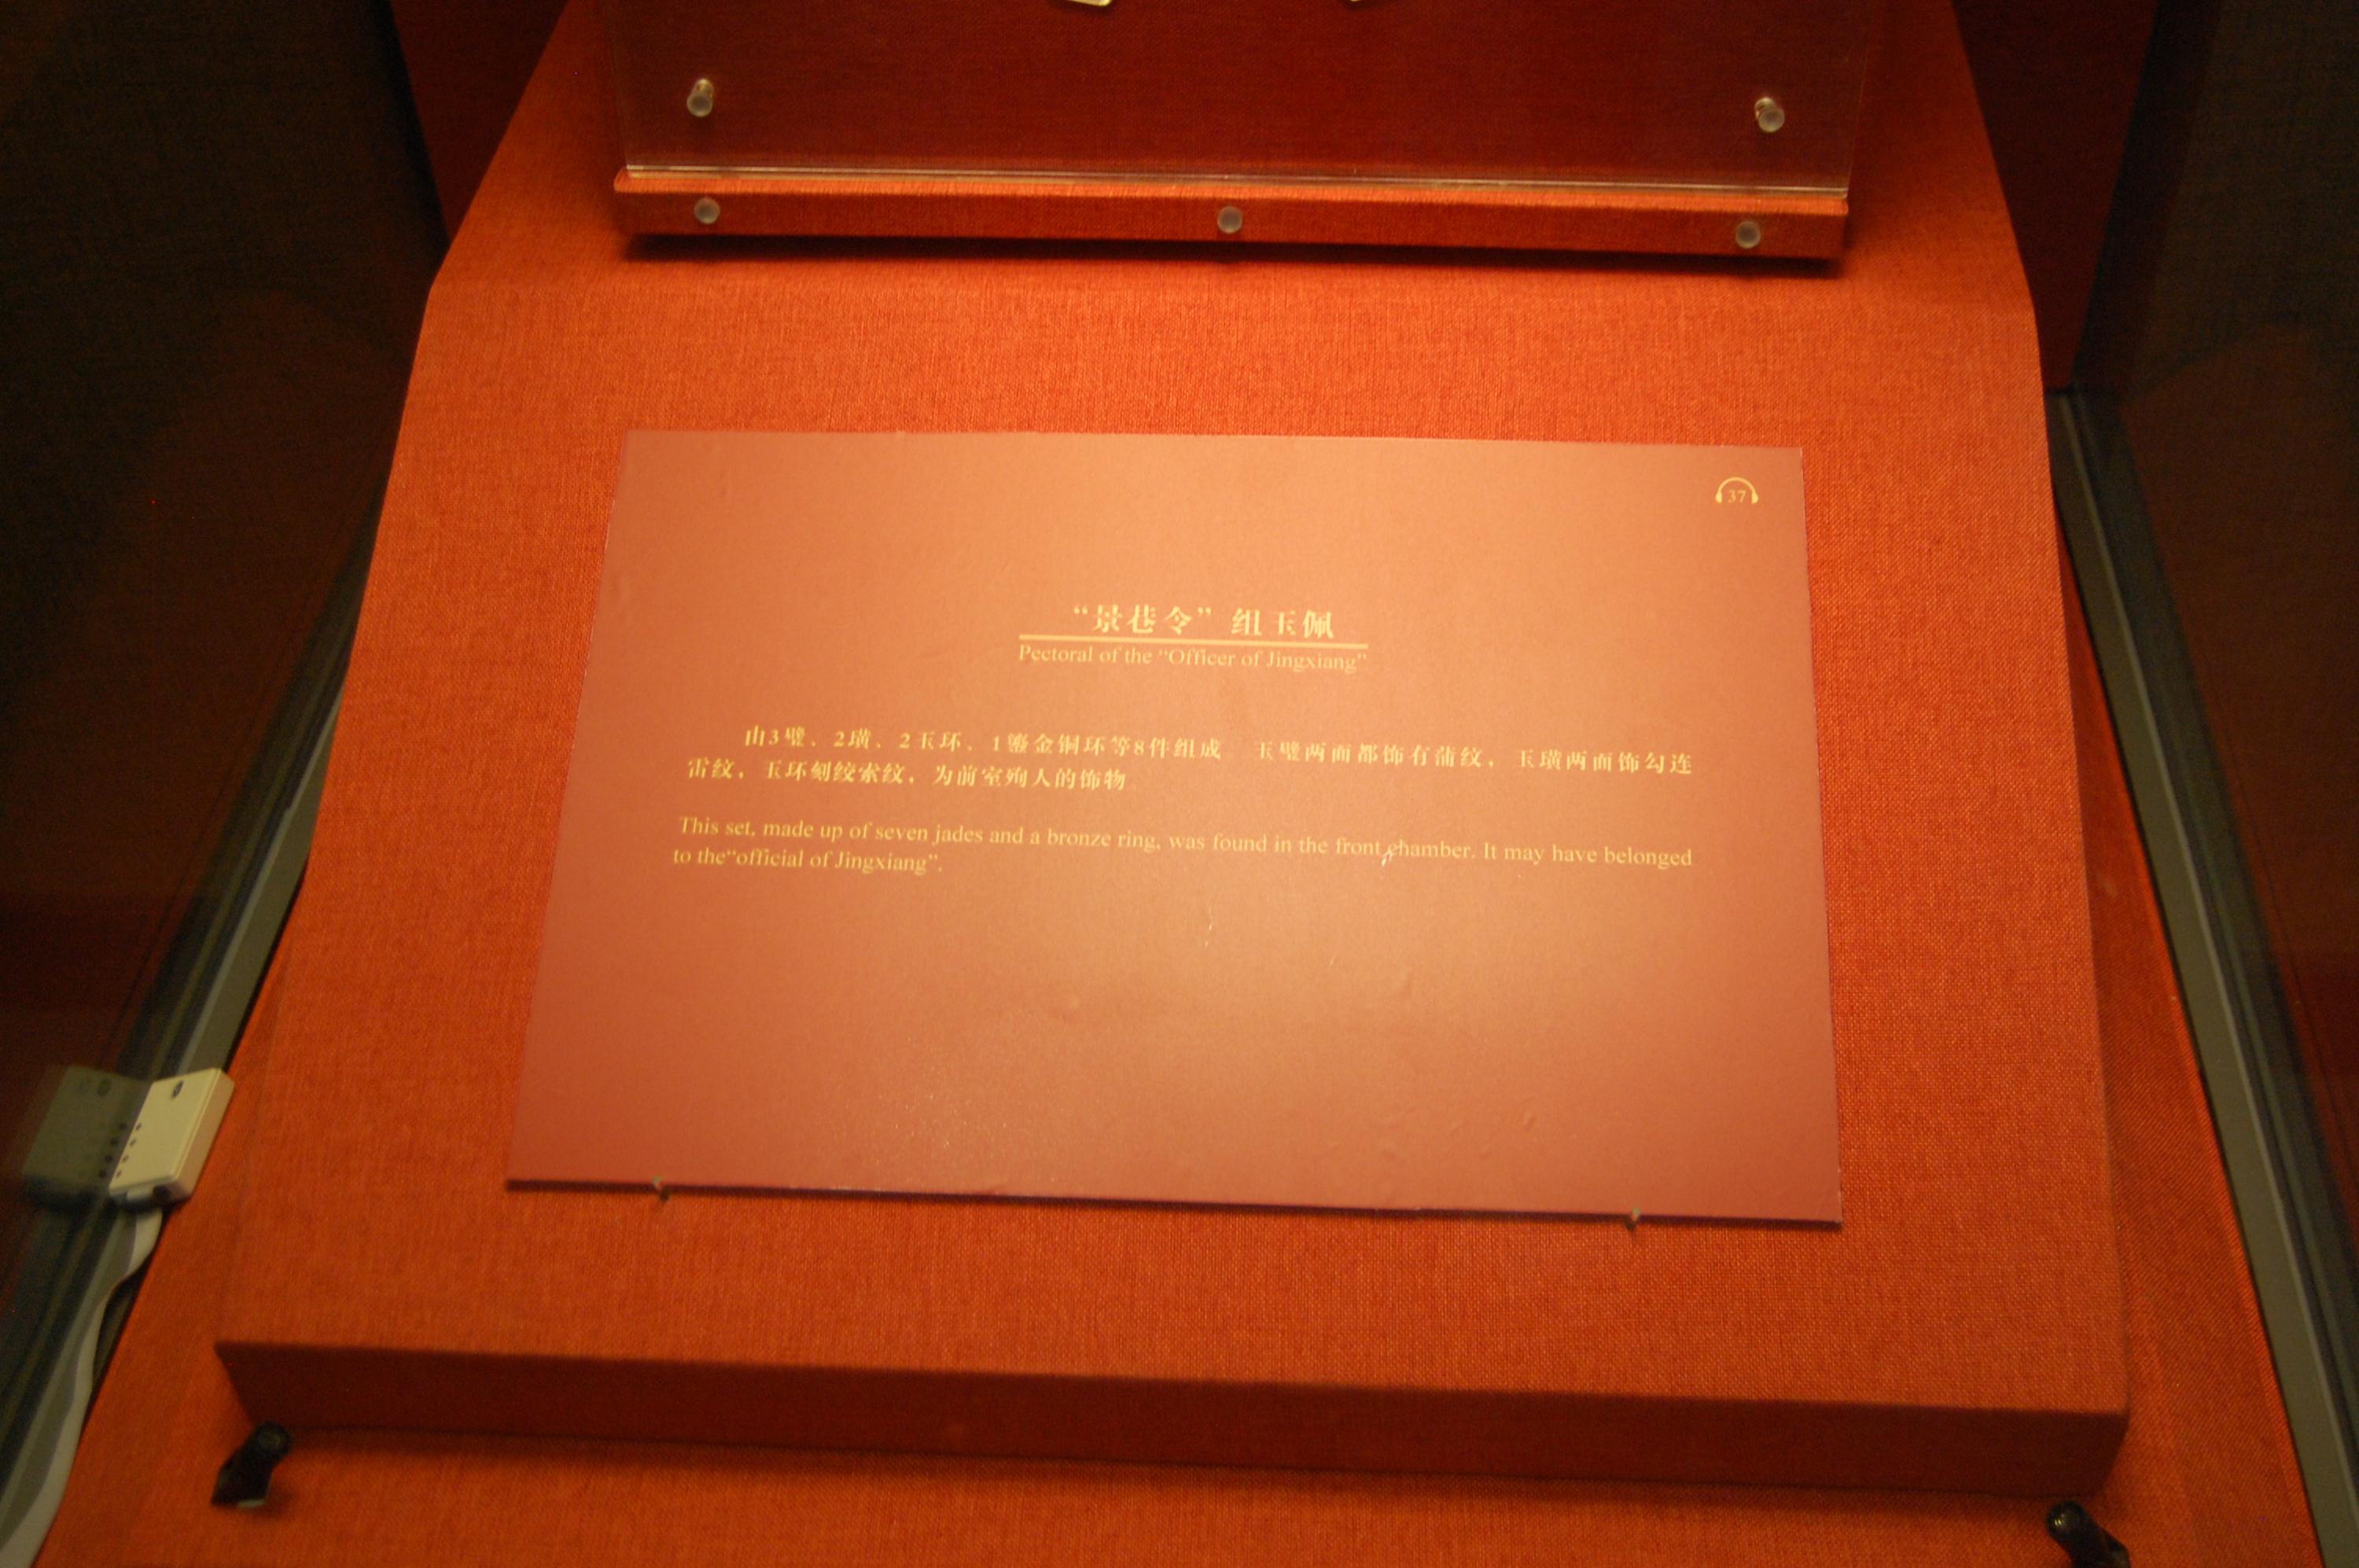 37
“景巷令” 组玉佩
Pectoral of the “Officer of Jingxiang”
由3璧、2璜、2玉环、1鎏金铜环等8件组成 玉璧两面都饰有蒲纹，玉璜两面饰勾连
雷纹，玉环刻绞索纹，为前室殉人的饰物
This set, made up of seven jades and a bronze ring, was found in the front chamber. It may have belonged
to the“official of Jingxiang”.